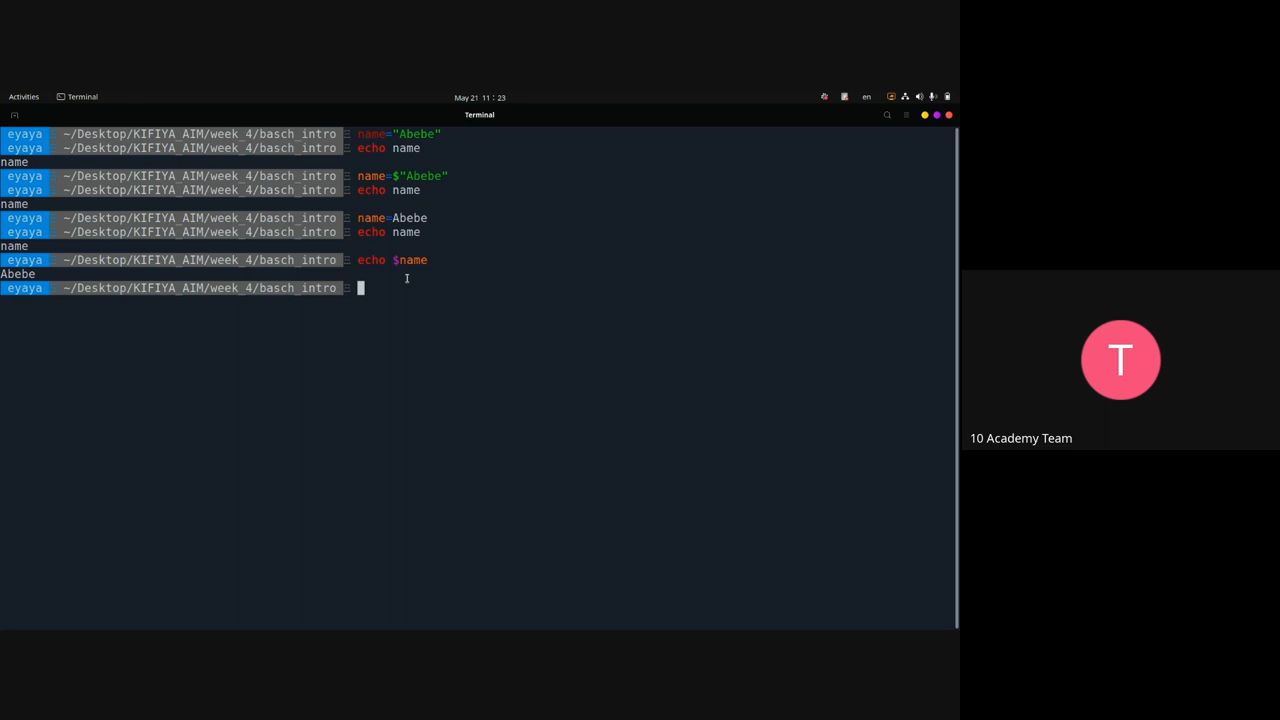 Activities Terminal May 21 11:23 en
Terminal
eyaya ~/Desktop/KIFIYA_AIM/week_4/basch_intro name="Abebe"
eyaya ~/Desktop/KIFIYA_AIM/week_4/basch_intro echo name
name
eyaya ~/Desktop/KIFIYA_AIM/week_4/basch_intro name=$"Abebe"
eyaya ~/Desktop/KIFIYA_AIM/week_4/basch_intro echo name
name
eyaya ~/Desktop/KIFIYA_AIM/week_4/basch_intro name=Abebe
eyaya ~/Desktop/KIFIYA_AIM/week_4/basch_intro echo name
name
eyaya ~/Desktop/KIFIYA_AIM/week_4/basch_intro echo $name
Abebe
eyaya ~/Desktop/KIFIYA_AIM/week_4/basch_intro
T
10 Academy Team